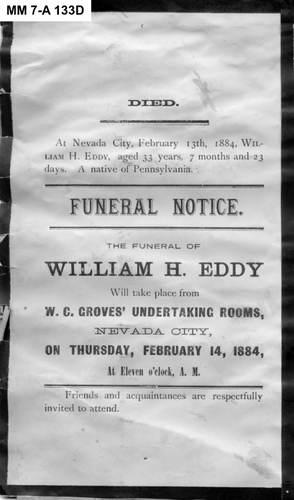 MM 7-A 133D
DIED.
At Nevada City, February 13th, 1884, WIL-
LIAM H. EDDY, aged 33 years, 7 months and 23
days. A native of Pennsylvania.
FUNERAL NOTICE.
THE FUNERAL OF
WILLIAM H. EDDY
Will take place from
W. C. GROVES' UNDERTAKING ROOMS,
NEVADA CITY,
ON THURSDAY, FEBRUARY 14, 1884,
At Eleven o'clock, A. M.
Friends and acquaintances are respectfully
invited to attend.